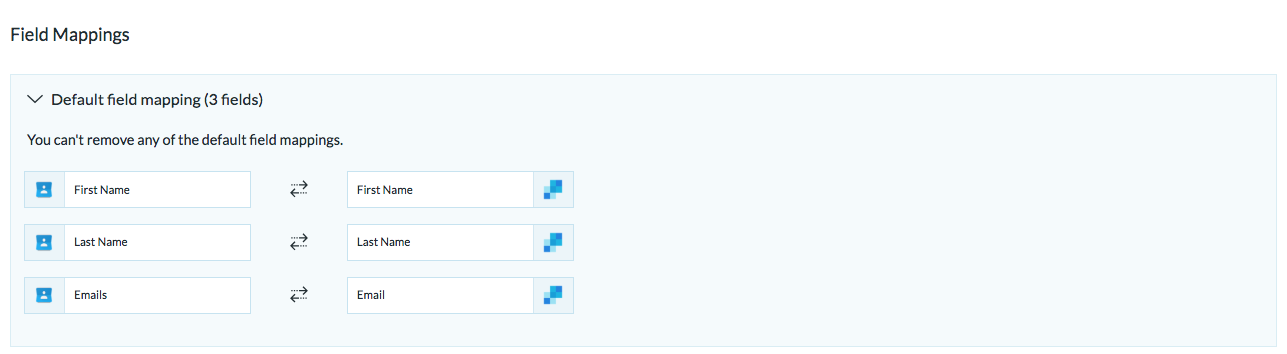 Field Mappings
Default field mapping (3 fields)
You can't remove any of the default field mappings.
First Name First Name
Last Name Last Name
Emails Email